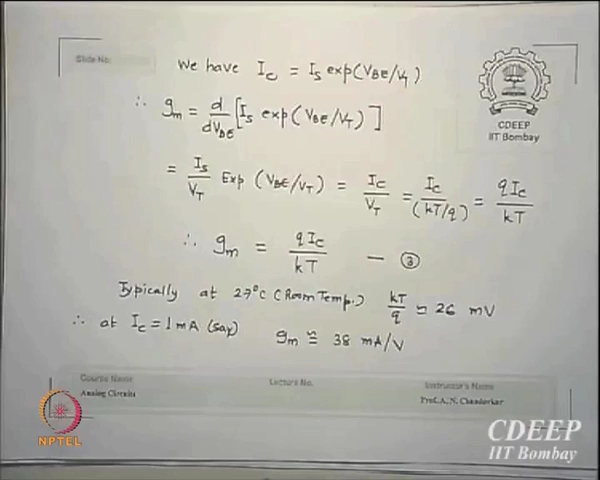 Slide No.
We have I_C = I_S exp(V_BE/V_T)
∴ g_m = d/dV_BE [I_S exp(V_BE/V_T)]
= I_S/V_T Exp (V_BE/V_T) = I_C/V_T = I_C/(kT/q) = qI_C/kT
∴ g_m = qI_C/kT — ③
Typically at 27°C (Room Temp.) kT/q ≃ 26 mV
∴ at I_C = 1mA (say) g_m ≅ 38 mA/V
CDEEP
IIT Bombay
Course Name
Analog Circuits
Lecture No.
Instructor's Name
Prof. A. N. Chandorkar
NPTEL
CDEEP
IIT Bombay